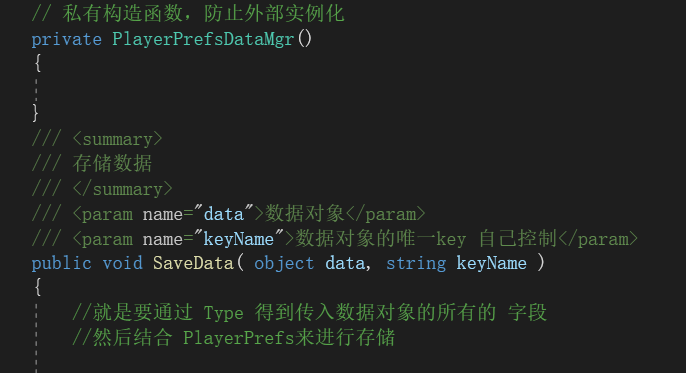 // 私有构造函数，防止外部实例化
private PlayerPrefsDataMgr()
{
}
/// <summary>
/// 存储数据
/// </summary>
/// <param name="data">数据对象</param>
/// <param name="keyName">数据对象的唯一key 自己控制</param>
public void SaveData( object data, string keyName )
{
//就是要通过 Type 得到传入数据对象的所有的 字段
//然后结合 PlayerPrefs来进行存储